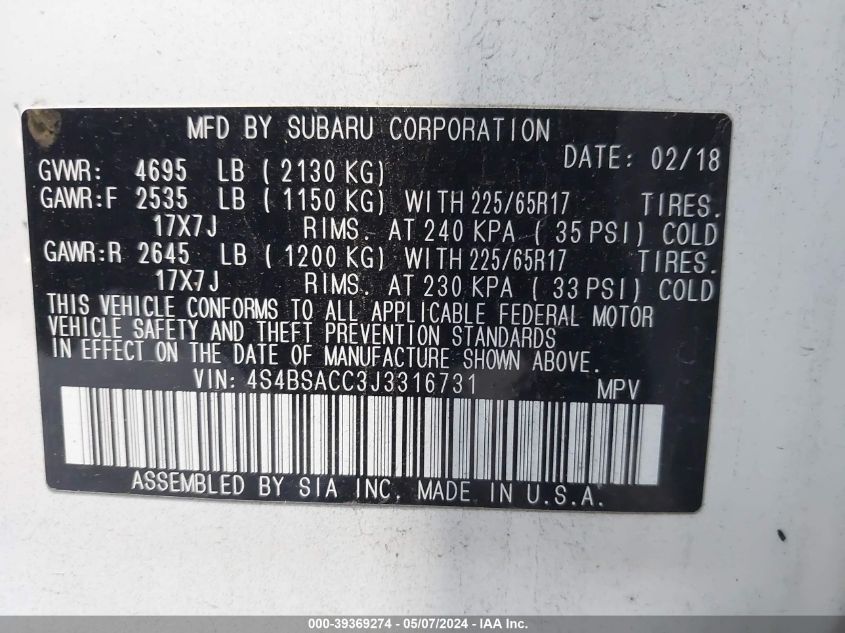 MFD BY SUBARU CORPORATION
DATE: 02/18
GVWR: 4695 LB ( 2130 KG)
GAWR:F 2535 LB ( 1150 KG) WITH 225/65R17 TIRES.
17X7J RIMS. AT 240 KPA ( 35 PSI) COLD
GAWR:R 2645 LB ( 1200 KG) WITH 225/65R17 TIRES.
17X7J RIMS. AT 230 KPA ( 33 PSI) COLD
THIS VEHICLE CONFORMS TO ALL APPLICABLE FEDERAL MOTOR
VEHICLE SAFETY AND THEFT PREVENTION STANDARDS
IN EFFECT ON THE DATE OF MANUFACTURE SHOWN ABOVE.
VIN: 4S4BSACC3J3316731 MPV
ASSEMBLED BY SIA INC. MADE IN U.S.A.
000-39369274 - 05/07/2024 - IAA Inc.